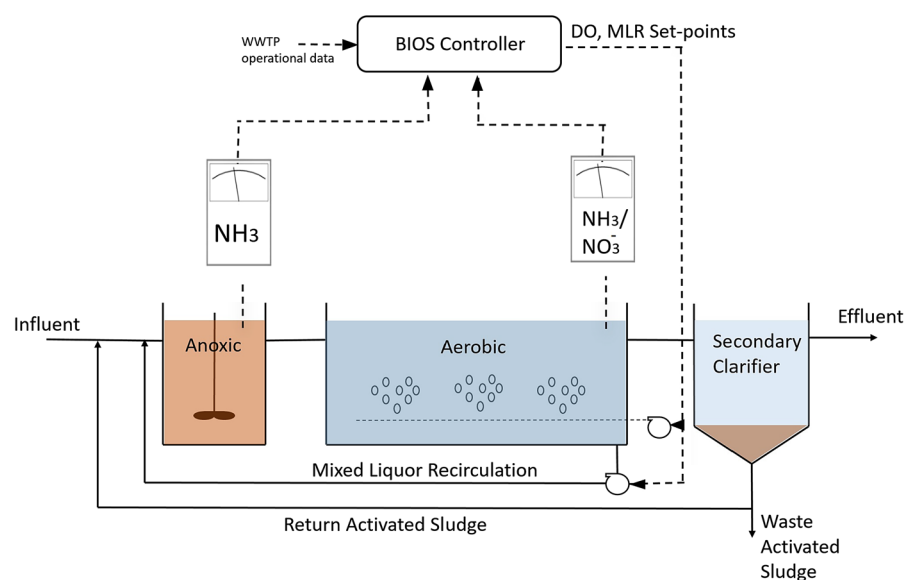 DO, MLR Set-points
WWTP
operational data
BIOS Controller
NH3
NH3/
NO3-
Influent
Anoxic
Aerobic
Secondary
Clarifier
Effluent
Mixed Liquor Recirculation
Return Activated Sludge
Waste
Activated
Sludge